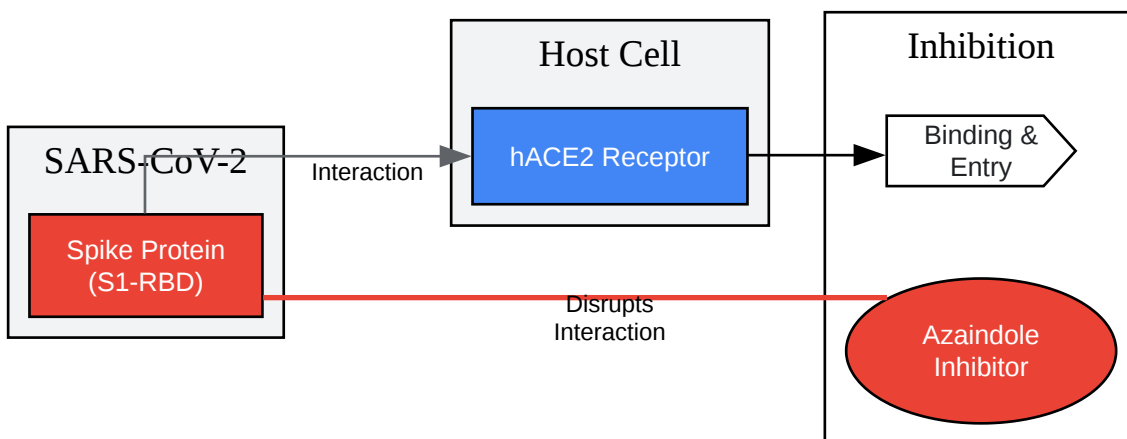 SARS-CoV-2
Spike Protein
(S1-RBD)
Interaction
Host Cell
hACE2 Receptor
Inhibition
Binding &
Entry
Disrupts
Interaction
Azaindole
Inhibitor